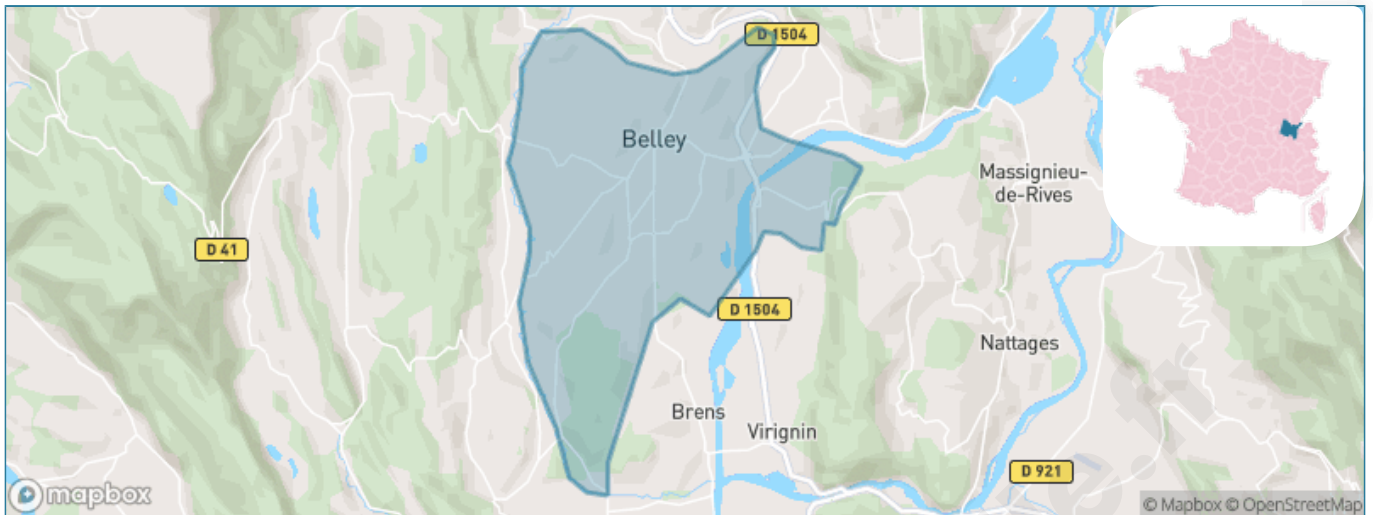 D 1504
Belley
Massignieu-
de-Rives
D 41
D 1504
Nattages
Brens
Virignin
D 921
mapbox
© Mapbox © OpenStreetMap